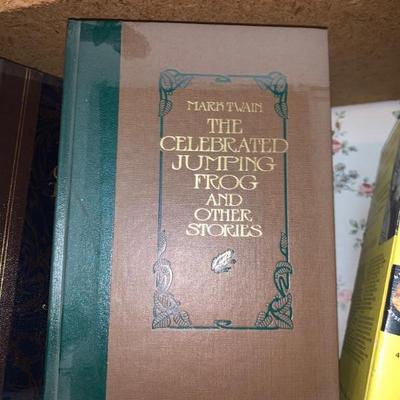 MARK TWAIN
THE
CELEBRATED
JUMPING
FROG
AND
OTHER
STORIES